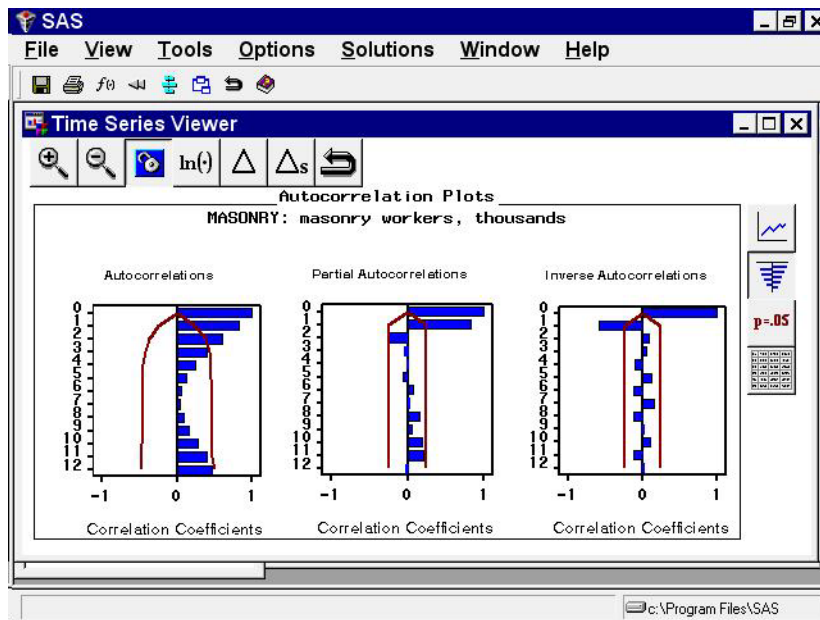 SAS
File View Tools Options Solutions Window Help
Time Series Viewer
ln(·) Δ Δs
Autocorrelation Plots
MASONRY: masonry workers, thousands
Autocorrelations
0
1
2
3
4
5
6
7
8
9
10
11
12
-1 0 1
Correlation Coefficients
Partial Autocorrelations
0
1
2
3
4
5
6
7
8
9
10
11
12
-1 0 1
Correlation Coefficients
Inverse Autocorrelations
0
1
2
3
4
5
6
7
8
9
10
11
12
-1 0 1
Correlation Coefficients
p=.05
c:\Program Files\SAS